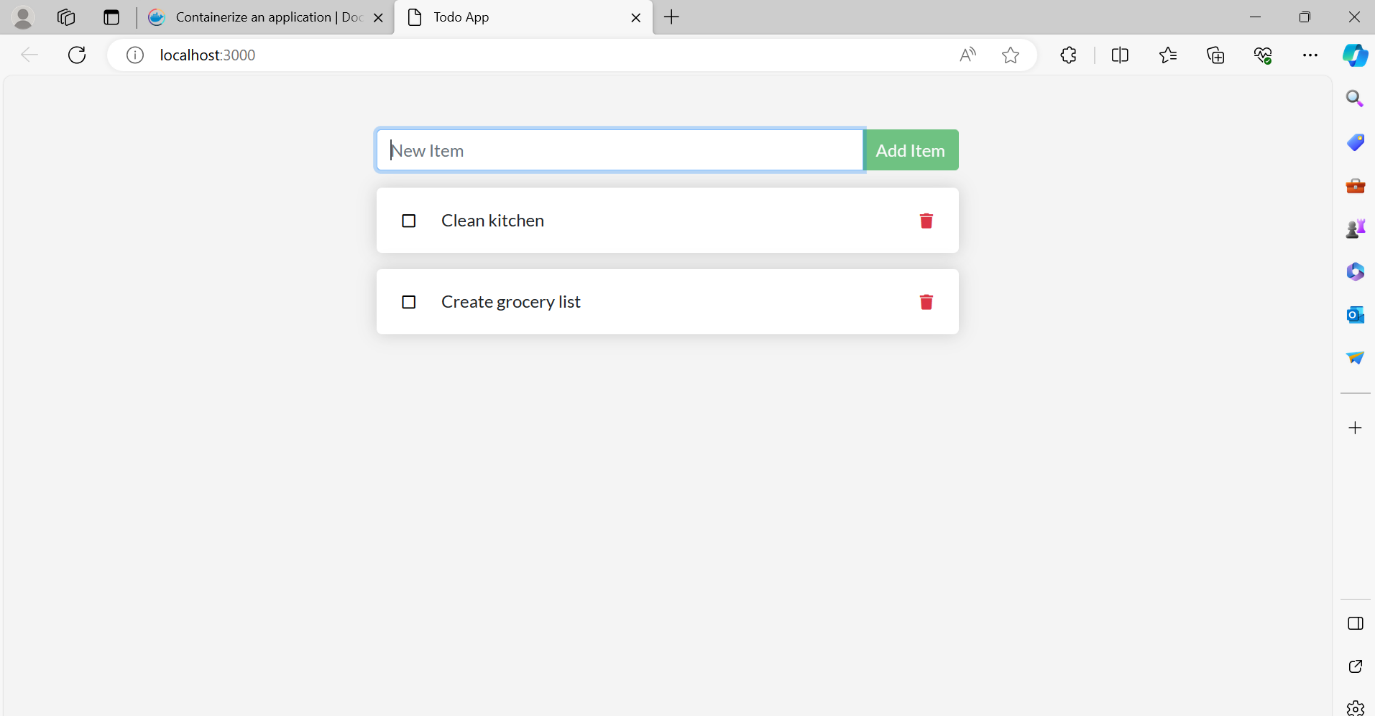 Containerize an application | Doc
Todo App
localhost:3000
New Item
Add Item
Clean kitchen
Create grocery list